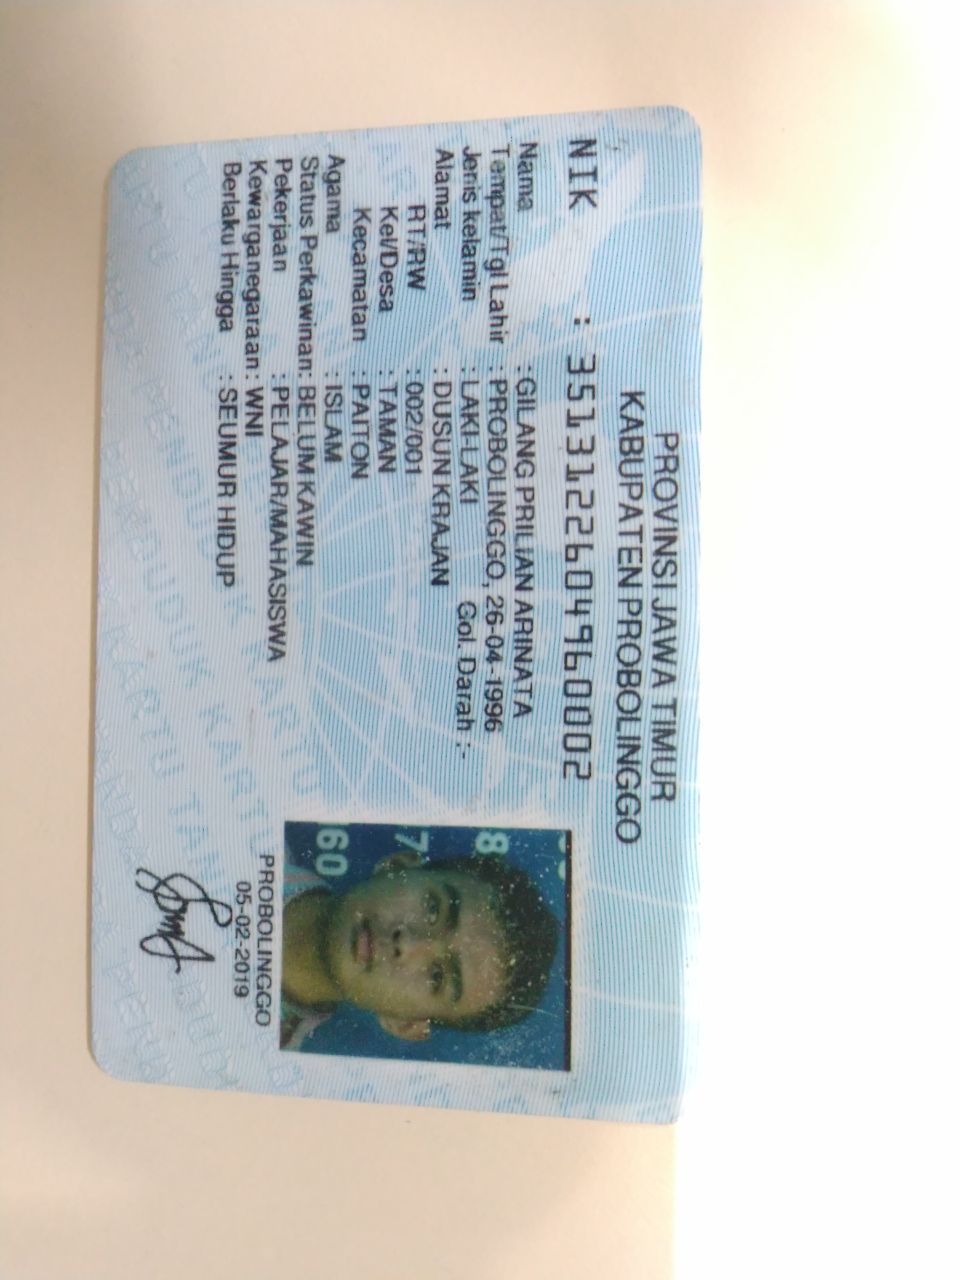 PROVINSI JAWA TIMUR
KABUPATEN PROBOLINGGO
NIK : 3513122604960002
Nama : GILANG PRILIAN ARINATA
Tempat/Tgl Lahir : PROBOLINGGO, 26-04-1996
Jenis kelamin : LAKI-LAKI Gol. Darah : -
Alamat : DUSUN KRAJAN
RT/RW : 002/001
Kel/Desa : TAMAN
Kecamatan : PAITON
Agama : ISLAM
Status Perkawinan: BELUM KAWIN
Pekerjaan : PELAJAR/MAHASISWA
Kewarganegaraan: WNI
Berlaku Hingga : SEUMUR HIDUP
8
7
60
PROBOLINGGO
05-02-2019